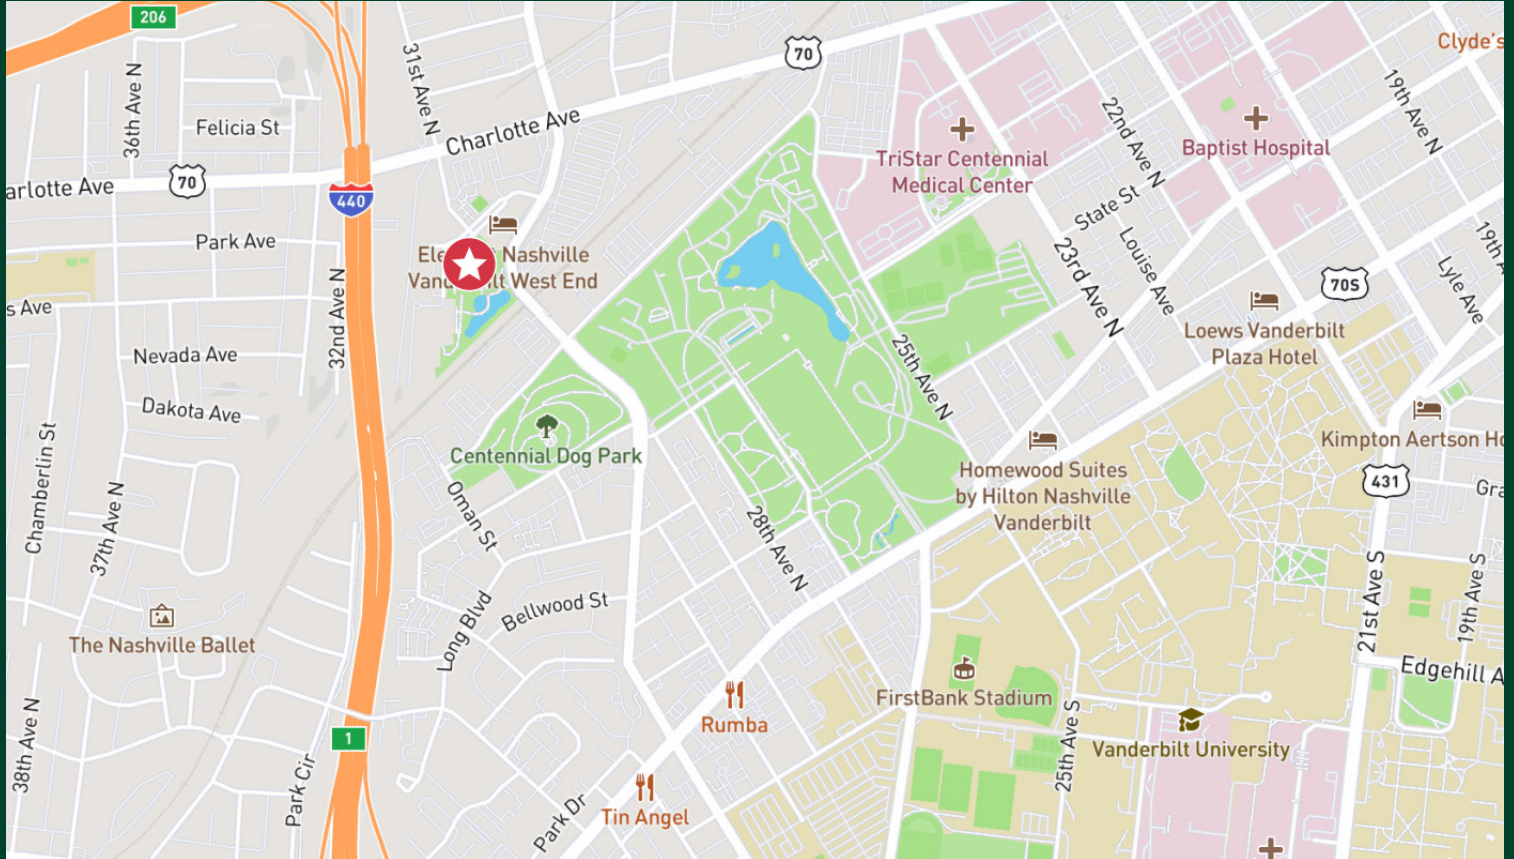 206
70
Clyde's
31st Ave N
36th Ave N
Felicia St
Charlotte Ave
22nd Ave N
19th Ave N
TriStar Centennial
Medical Center
Baptist Hospital
arlotte Ave
70
440
State St
Park Ave
Nashville
West End
23rd Ave N
Louise Ave
19th A
Lyle Ave
70S
s Ave
32nd Ave N
Nevada Ave
25th Ave N
Loews Vanderbilt
Plaza Hotel
Dakota Ave
Centennial Dog Park
Kimpton Aertson Ho
Homewood Suites
by Hilton Nashville
Vanderbilt
431
Gra
Chamberlin St
37th Ave N
Oman St
28th Ave N
Long Blvd
Bellwood St
21st Ave S
19th Ave S
The Nashville Ballet
Edgehill A
FirstBank Stadium
Rumba
25th Ave S
Vanderbilt University
38th Ave N
1
Park Cir
Park Dr
Tin Angel